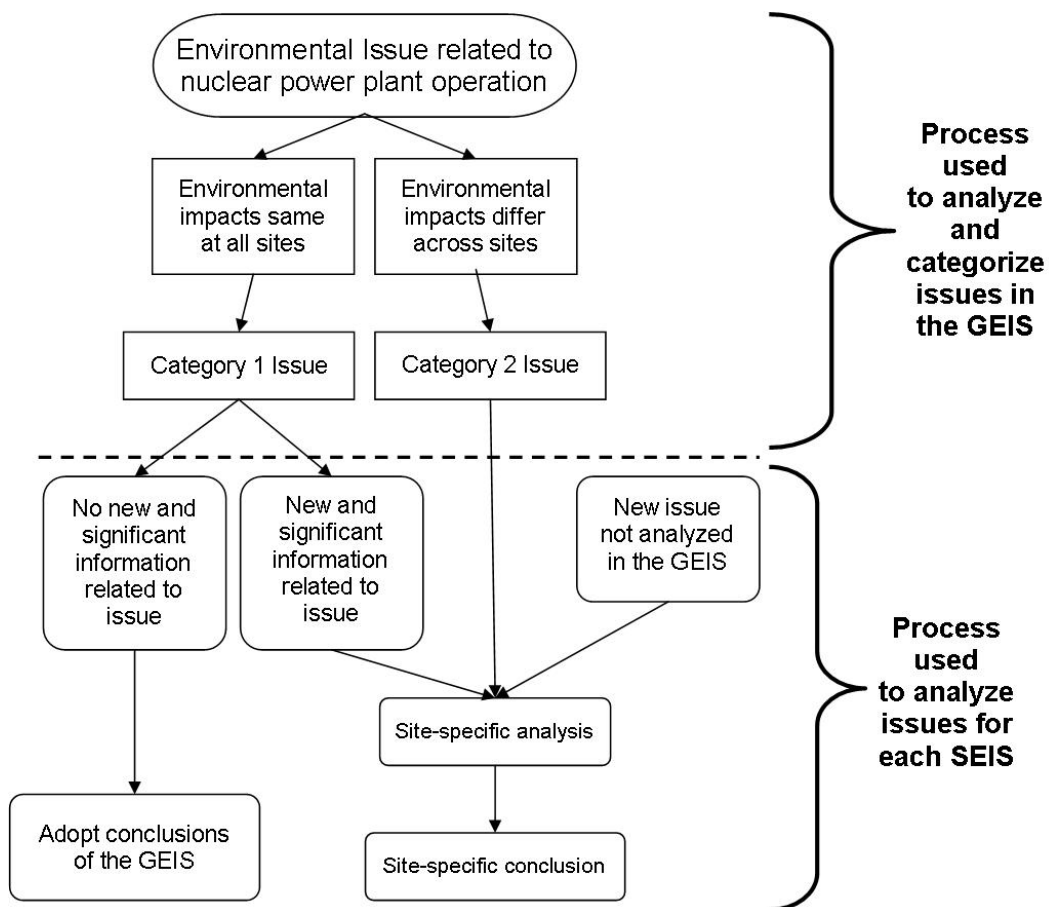 Environmental Issue related to
nuclear power plant operation
Environmental
impacts same
at all sites
Environmental
impacts differ
across sites
Category 1 Issue
Category 2 Issue
Process
used
to analyze
and
categorize
issues in
the GEIS
No new and
significant
information
related to
issue
New and
significant
information
related to
issue
New issue
not analyzed
in the GEIS
Site-specific analysis
Adopt conclusions
of the GEIS
Site-specific conclusion
Process
used
to analyze
issues for
each SEIS